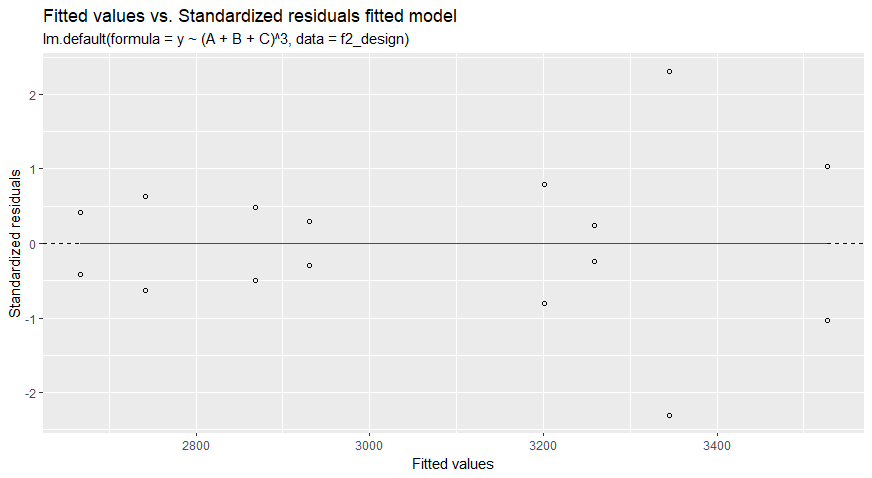 Fitted values vs. Standardized residuals fitted model
lm.default(formula = y ~ (A + B + C)^3, data = f2_design)
Standardized residuals
2
1
0
-1
-2
2800 3000 3200 3400
Fitted values